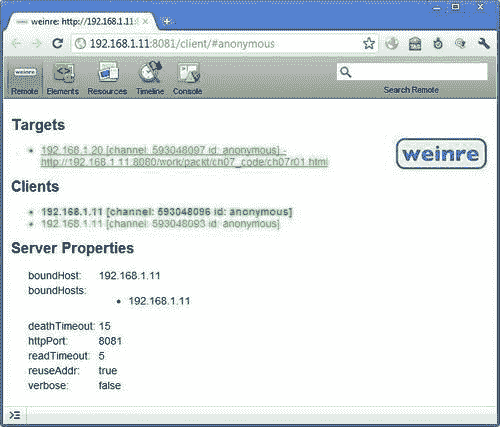 weinre: http://192.168.1.11:
192.168.1.11:8081/client/#anonymous
weinre
Remote
Elements
Resources
Timeline
Console
Search Remote
Targets
192.168.1.20 [channel: 593048097 id: anonymous] -
http://192.168.1.11:8080/work/packt/ch07_code/ch07r01.html
weinre
Clients
192.168.1.11 [channel: 593048096 id: anonymous]
192.168.1.11 [channel: 593048093 id: anonymous]
Server Properties
boundHost: 192.168.1.11
boundHosts:
192.168.1.11
deathTimeout: 15
httpPort: 8081
readTimeout: 5
reuseAddr: true
verbose: false